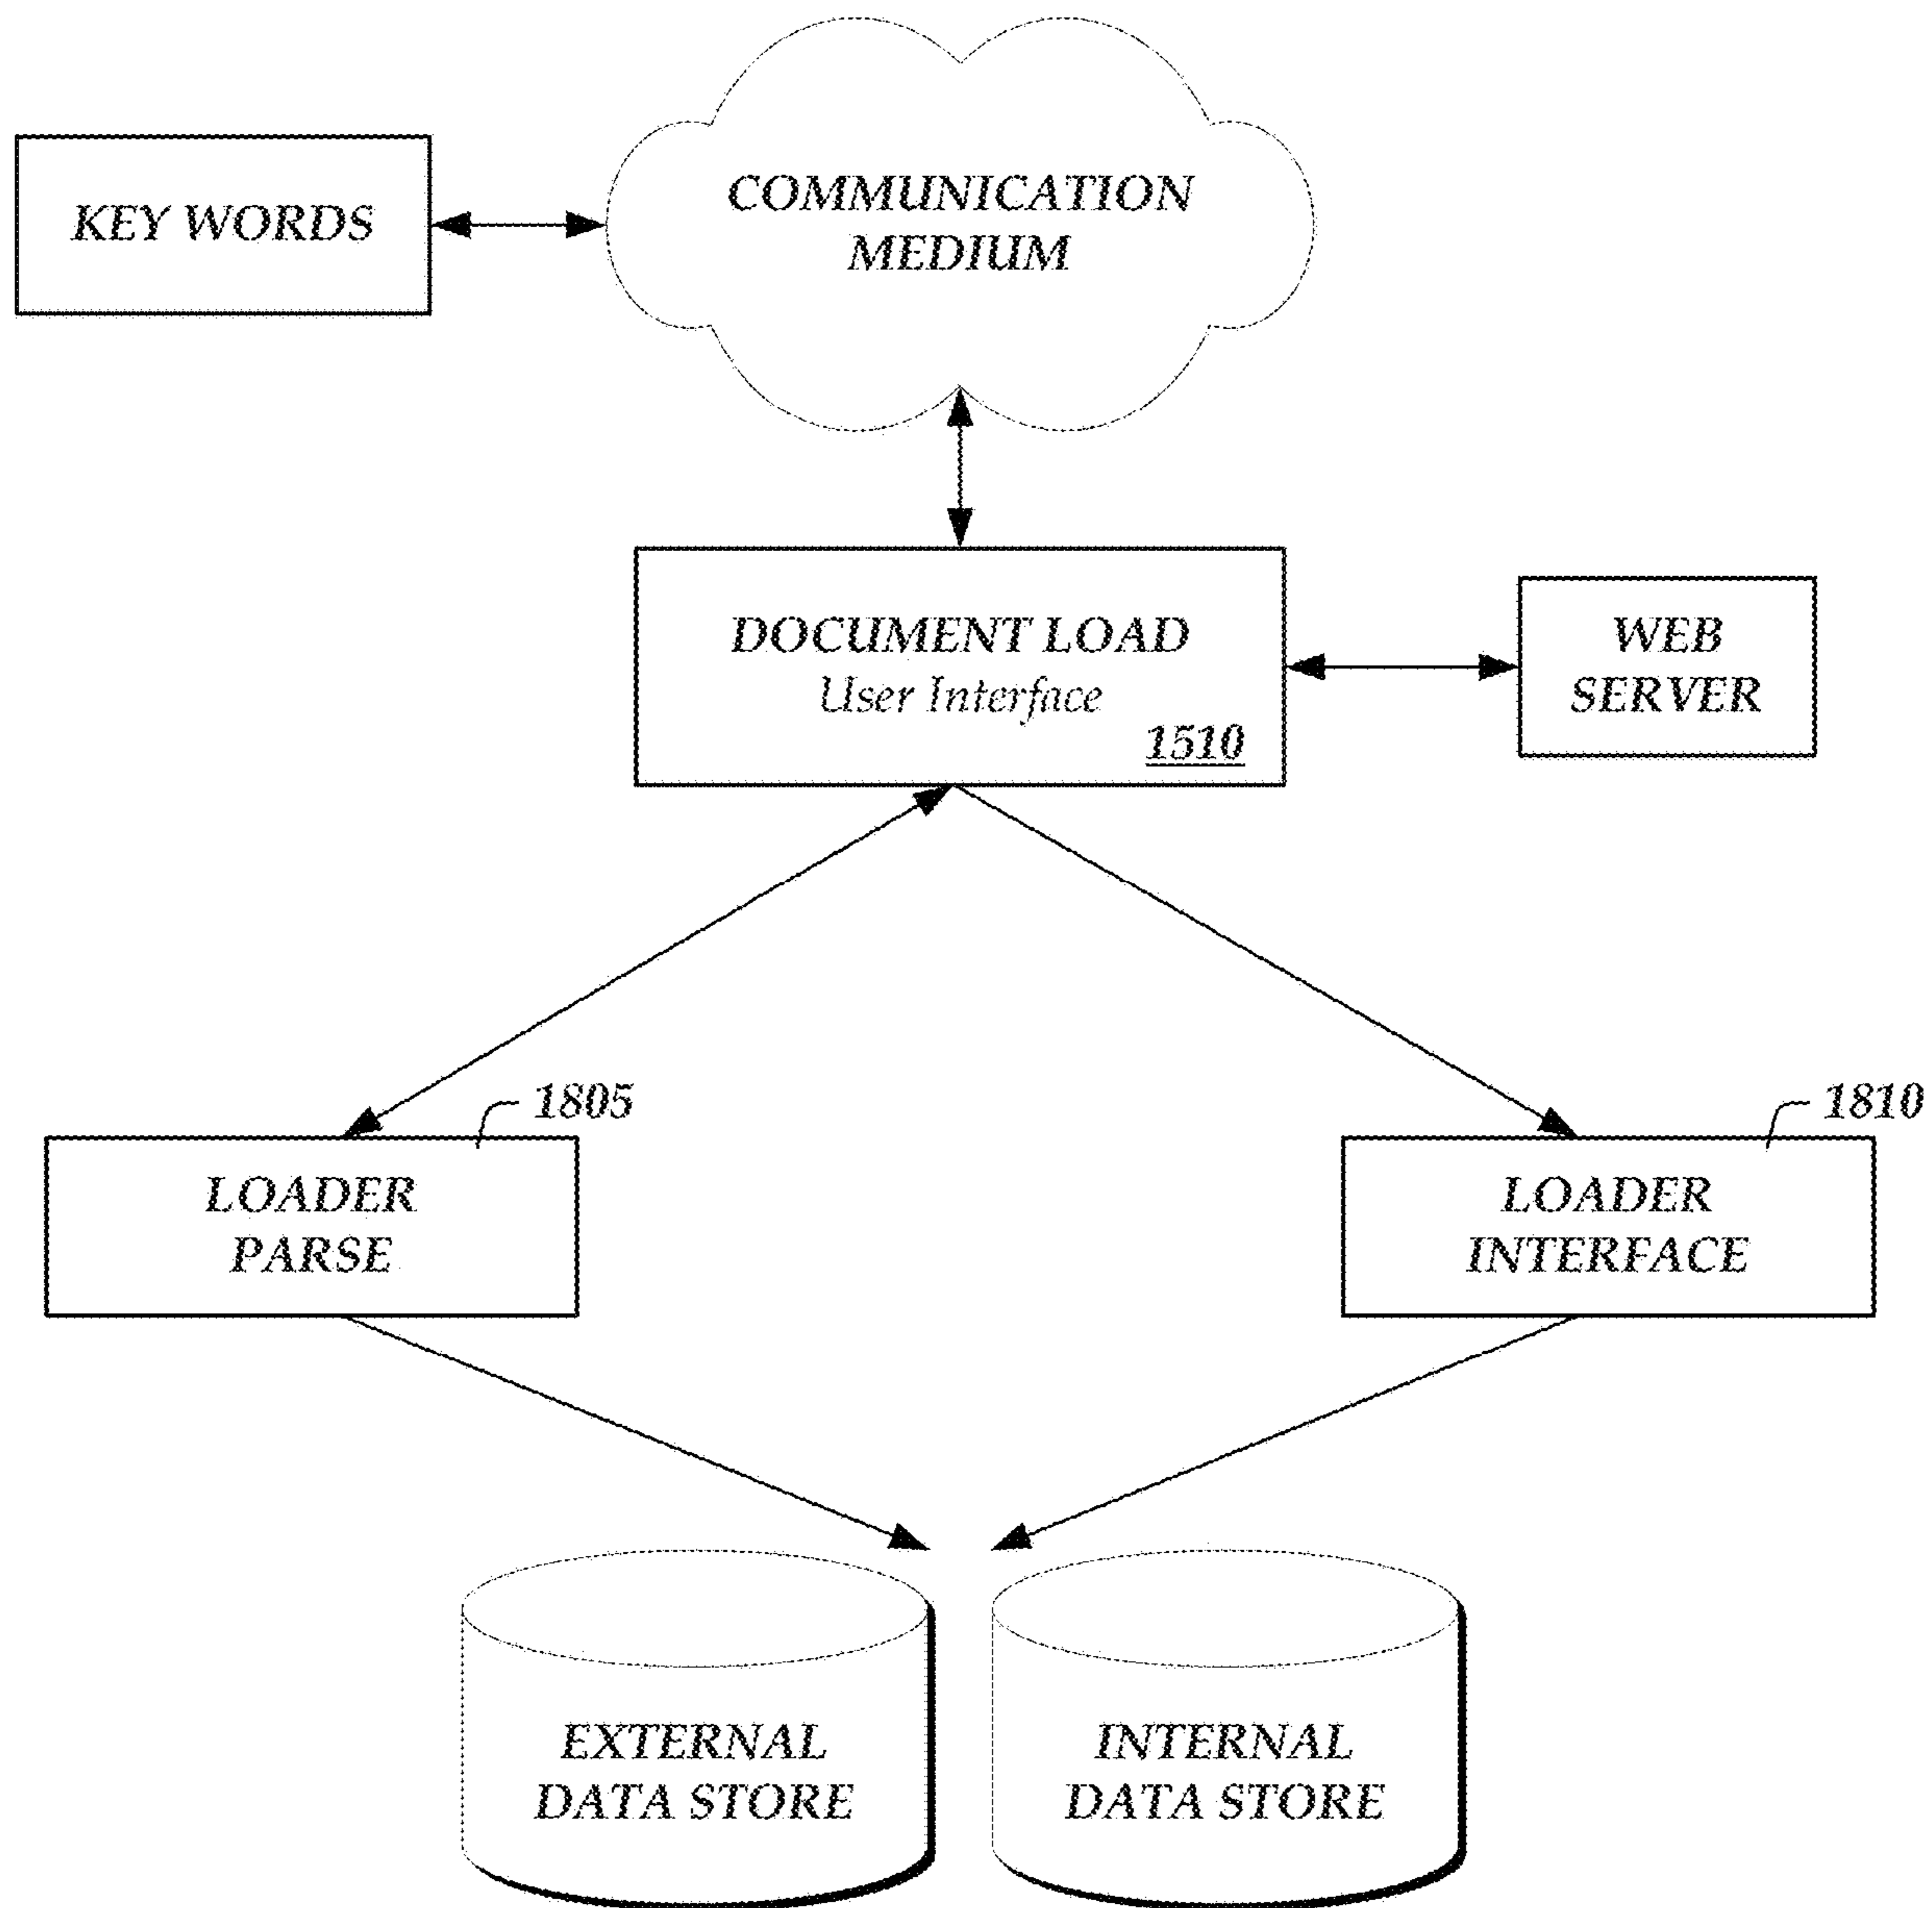 COMMUNICATION
MEDIUM
KEY WORDS
DOCUMENT LOAD
User Interface
1510
WEB
SERVER
1805
LOADER
PARSE
1810
LOADER
INTERFACE
EXTERNAL
DATA STORE
INTERNAL
DATA STORE